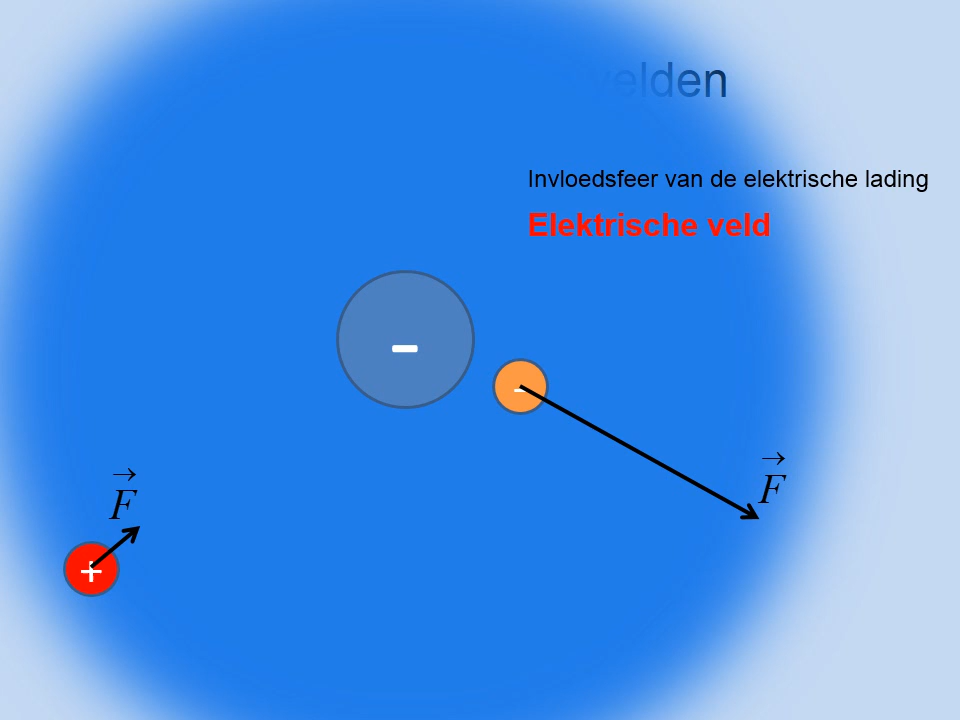 velden
Invloedsfeer van de elektrische lading
Elektrische veld
-
-
F
F
+